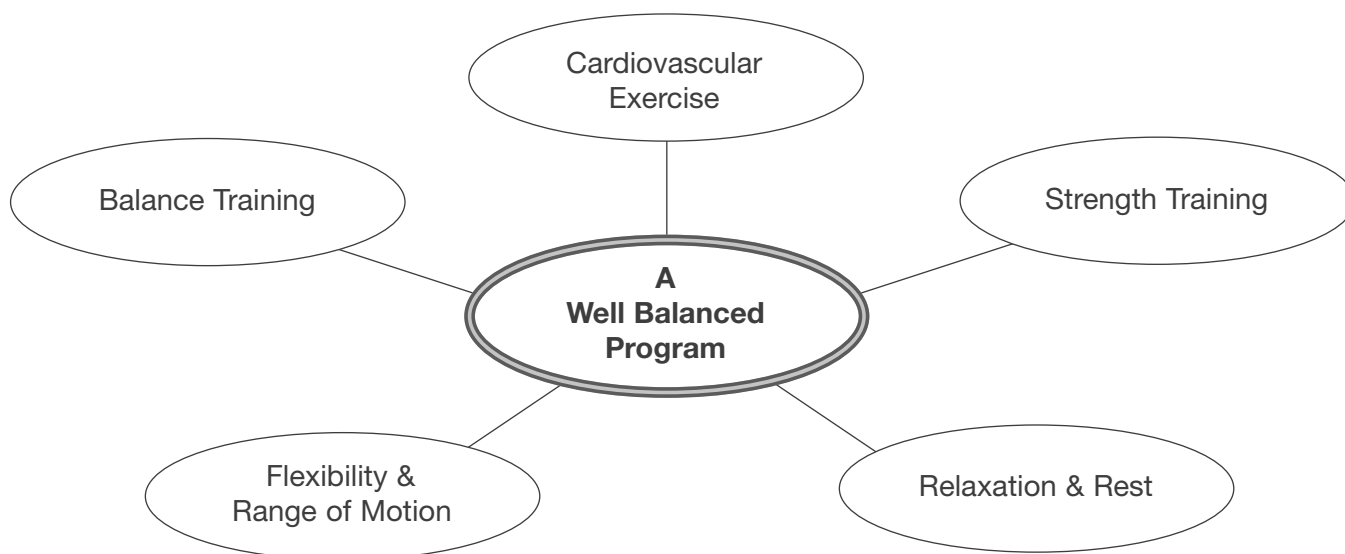 Cardiovascular
Exercise
Balance Training
Strength Training
A
Well Balanced
Program
Flexibility &
Range of Motion
Relaxation & Rest